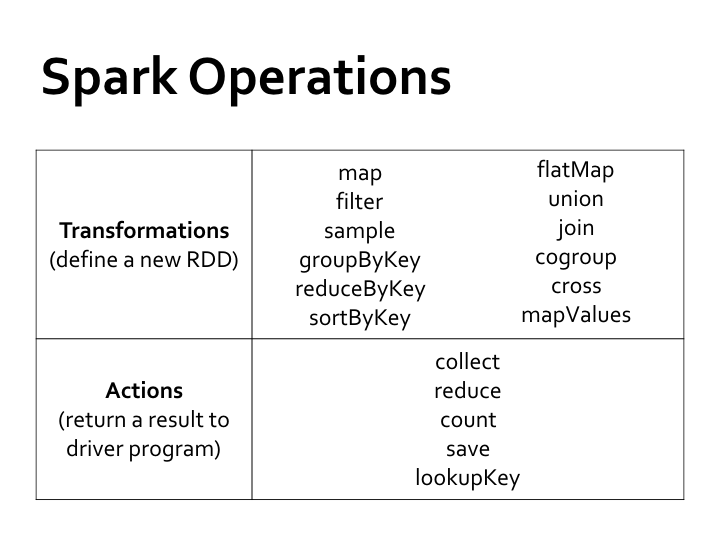 Spark Operations
Transformations
(define a new RDD)
map
filter
sample
groupByKey
reduceByKey
sortByKey
flatMap
union
join
cogroup
cross
mapValues
Actions
(return a result to
driver program)
collect
reduce
count
save
lookupKey